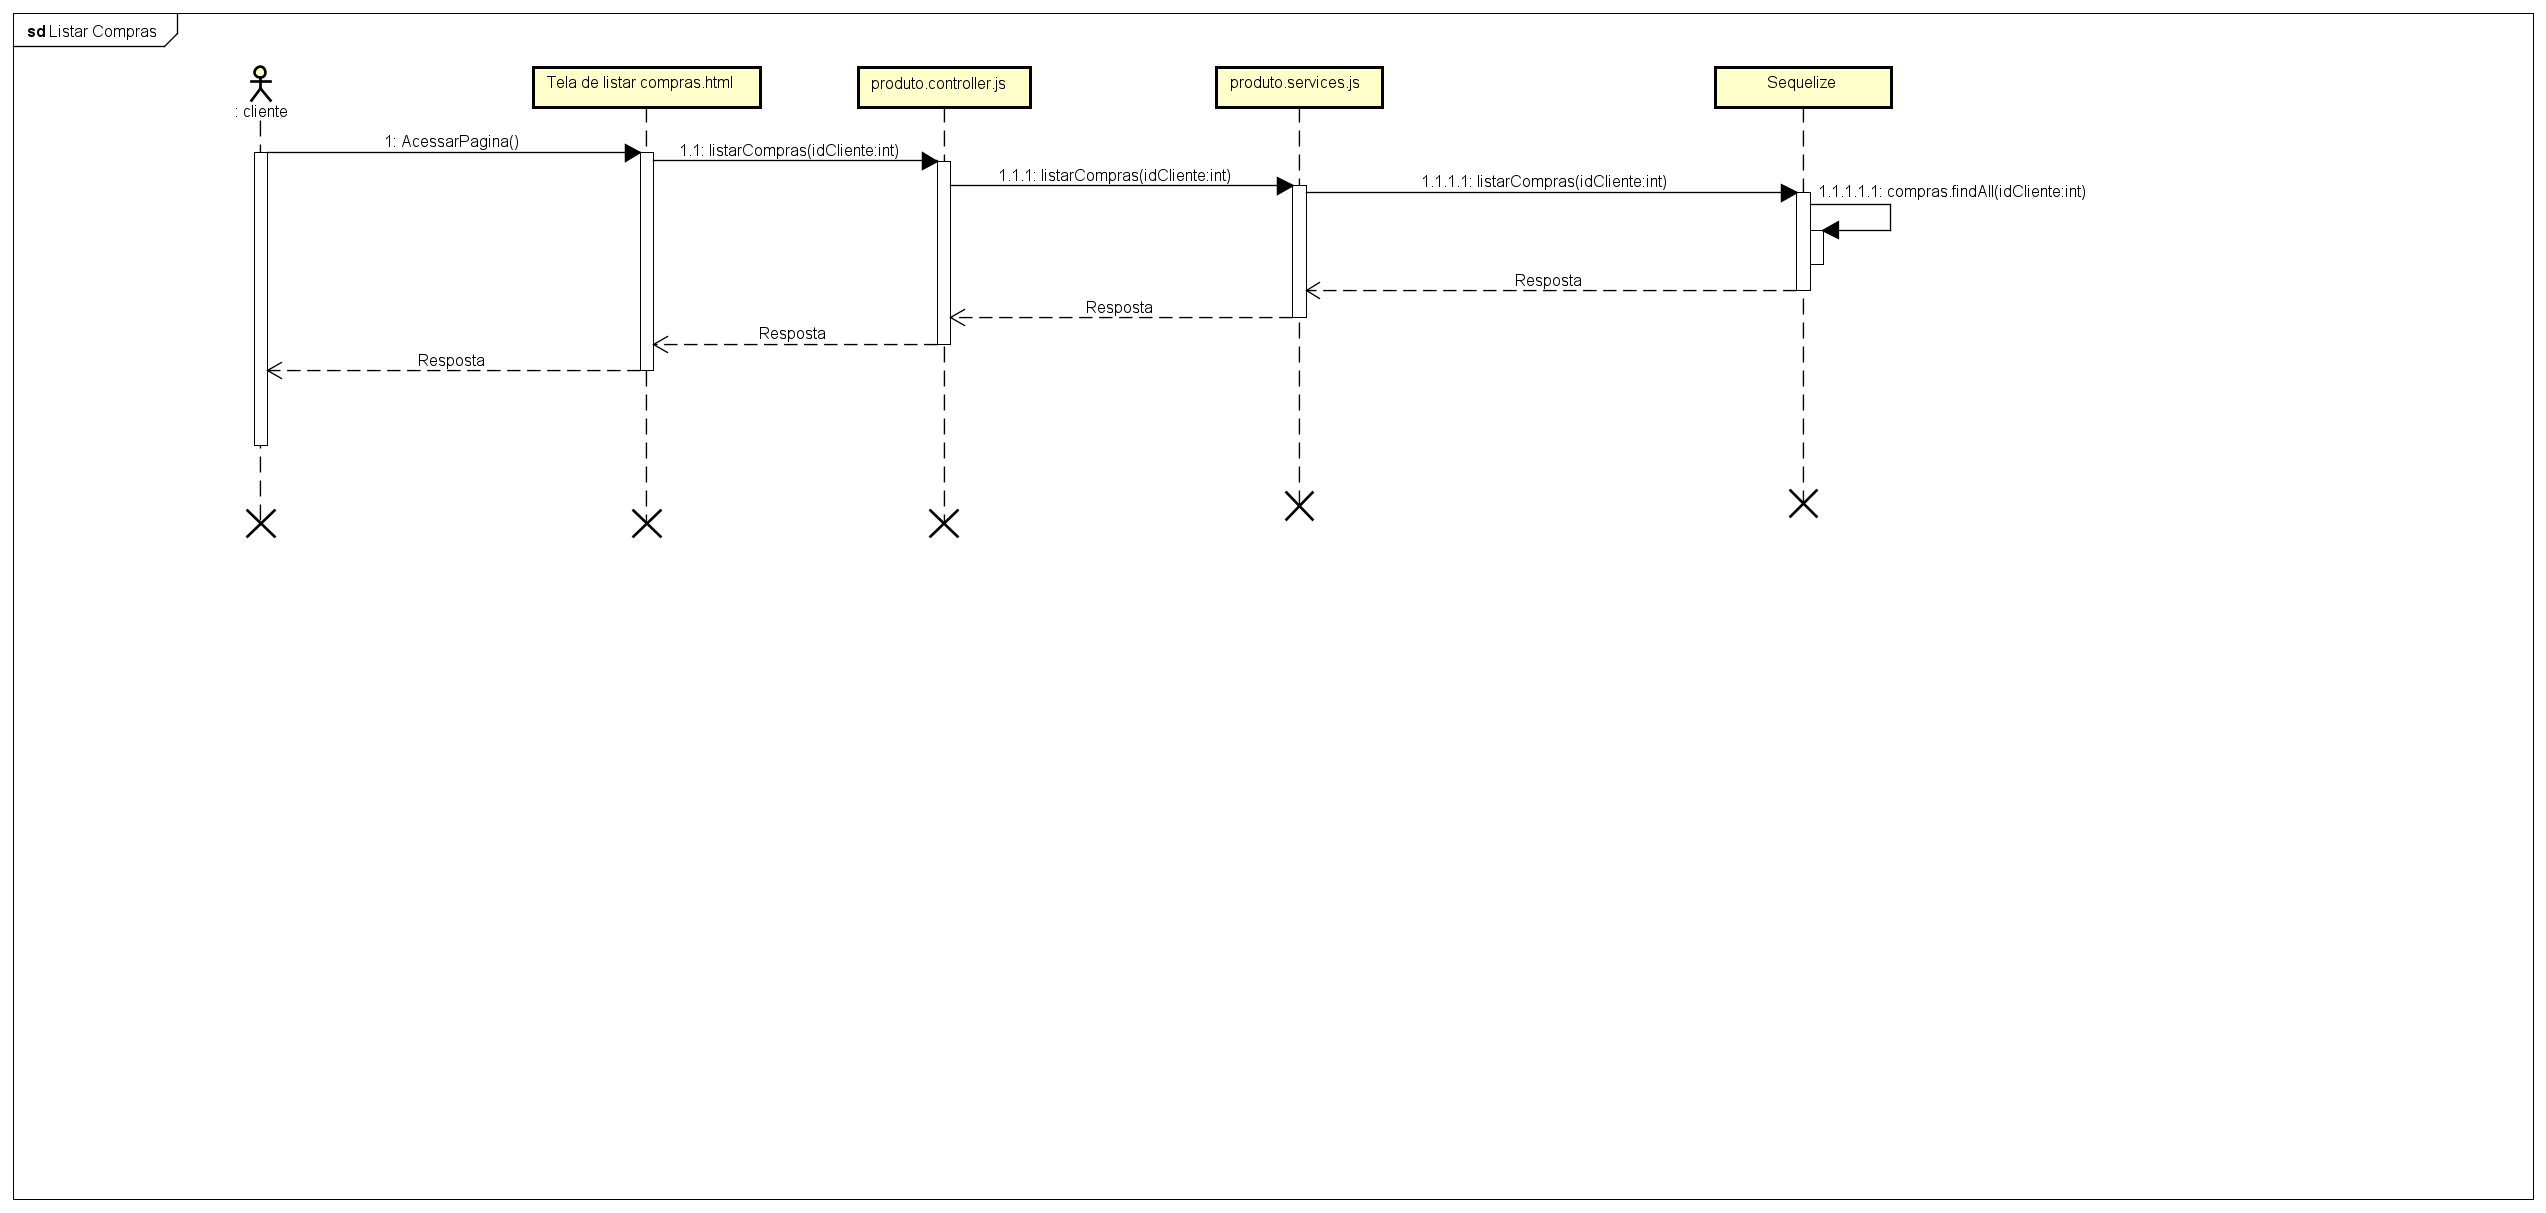 sd Listar Compras
: cliente
Tela de listar compras.html
produto.controller.js
produto.services.js
Sequelize
1: AcessarPagina()
1.1: listarCompras(idCliente:int)
1.1.1: listarCompras(idCliente:int)
1.1.1.1: listarCompras(idCliente:int)
1.1.1.1.1: compras.findAll(idCliente:int)
Resposta
Resposta
Resposta
Resposta